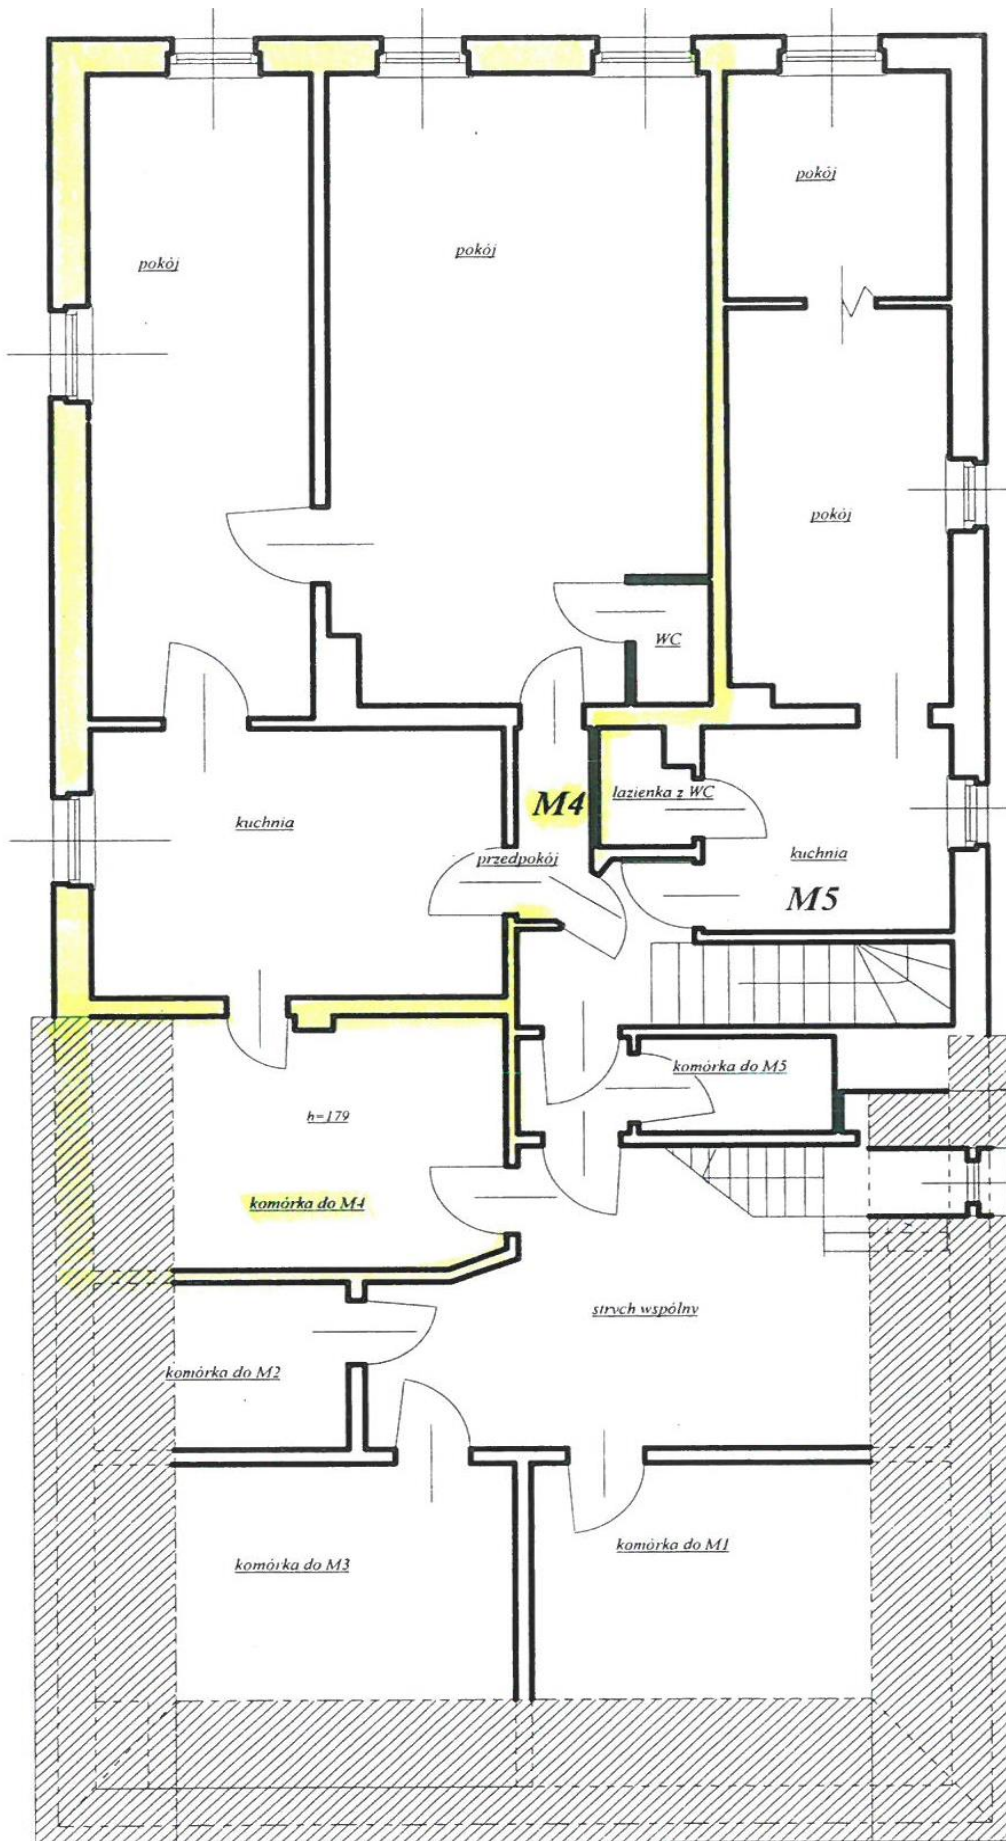 pokój
pokój
pokój
pokój
WC
M4
łazienka z WC
kuchnia
przedpokój
kuchnia
M5
komórka do M5
h=179
komórka do M4
strych wspólny
komórka do M2
komórka do M3
komórka do M1